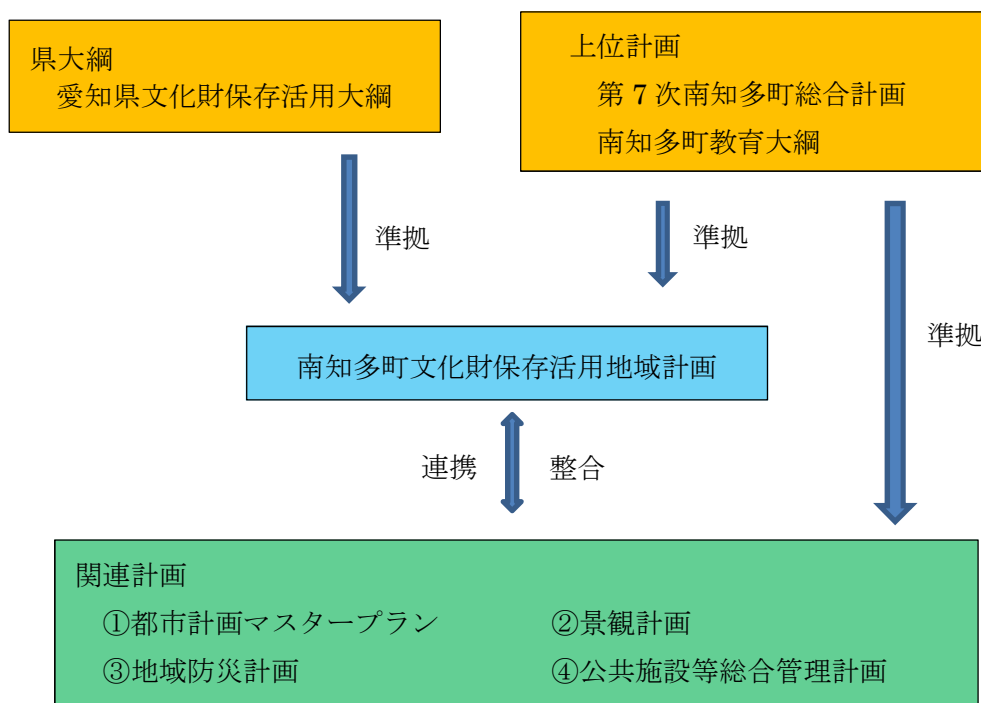 県大綱
愛知県文化財保存活用大綱
上位計画
第7次南知多町総合計画
南知多町教育大綱
準拠
準拠
準拠
南知多町文化財保存活用地域計画
連携
整合
関連計画
①都市計画マスタープラン
②景観計画
③地域防災計画
④公共施設等総合管理計画